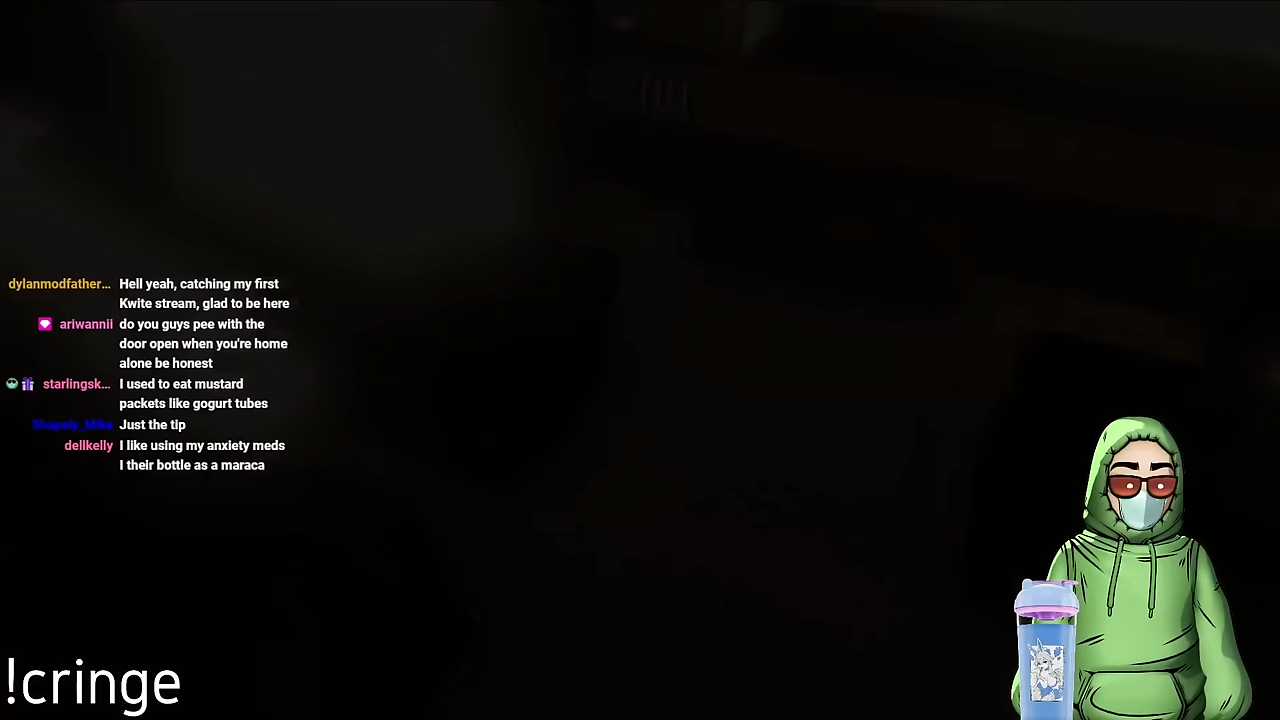 dylanmodfather... Hell yeah, catching my first
Kwite stream, glad to be here
ariwannii do you guys pee with the
door open when you're home
alone be honest
starlingsk... I used to eat mustard
packets like gogurt tubes
Shapely_Mika Just the tip
dellkelly I like using my anxiety meds
I their bottle as a maraca
!cringe